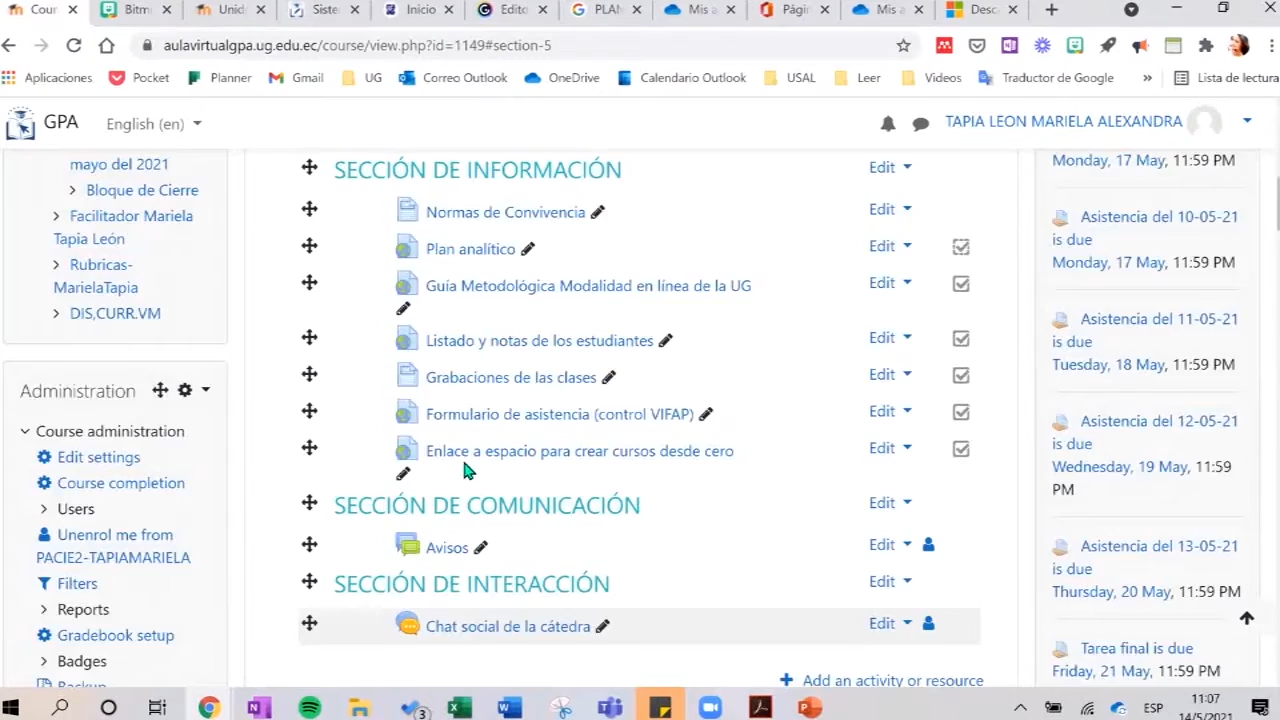 Cour
Bitm
Unid
Sister
Inicio
Edito
PLAN
Mis a
Págin
Mis a
Desc
aulavirtualgpa.ug.edu.ec/course/view.php?id=1149#section-5
Aplicaciones
Pocket
Planner
Gmail
UG
Correo Outlook
OneDrive
Calendario Outlook
USAL
Leer
Videos
Traductor de Google
»
Lista de lectura
GPA
English (en)
TAPIA LEON MARIELA ALEXANDRA
mayo del 2021
Bloque de Cierre
Facilitador Mariela
Tapia León
Rubricas-
MarielaTapia
DIS,CURR.VM
Administration
Course administration
Edit settings
Course completion
Users
Unenrol me from
PACIE2-TAPIAMARIELA
Filters
Reports
Gradebook setup
Badges
Backup
SECCIÓN DE INFORMACIÓN
Edit
Normas de Convivencia
Edit
Plan analítico
Edit
Guía Metodológica Modalidad en línea de la UG
Edit
Listado y notas de los estudiantes
Edit
Grabaciones de las clases
Edit
Formulario de asistencia (control VIFAP)
Edit
Enlace a espacio para crear cursos desde cero
Edit
SECCIÓN DE COMUNICACIÓN
Edit
Avisos
Edit
SECCIÓN DE INTERACCIÓN
Edit
Chat social de la cátedra
Edit
Add an activity or resource
Monday, 17 May, 11:59 PM
Asistencia del 10-05-21
is due
Monday, 17 May, 11:59 PM
Asistencia del 11-05-21
is due
Tuesday, 18 May, 11:59 PM
Asistencia del 12-05-21
is due
Wednesday, 19 May, 11:59
PM
Asistencia del 13-05-21
is due
Thursday, 20 May, 11:59 PM
Tarea final is due
Friday, 21 May, 11:59 PM
3
ESP
11:07
14/5/2021